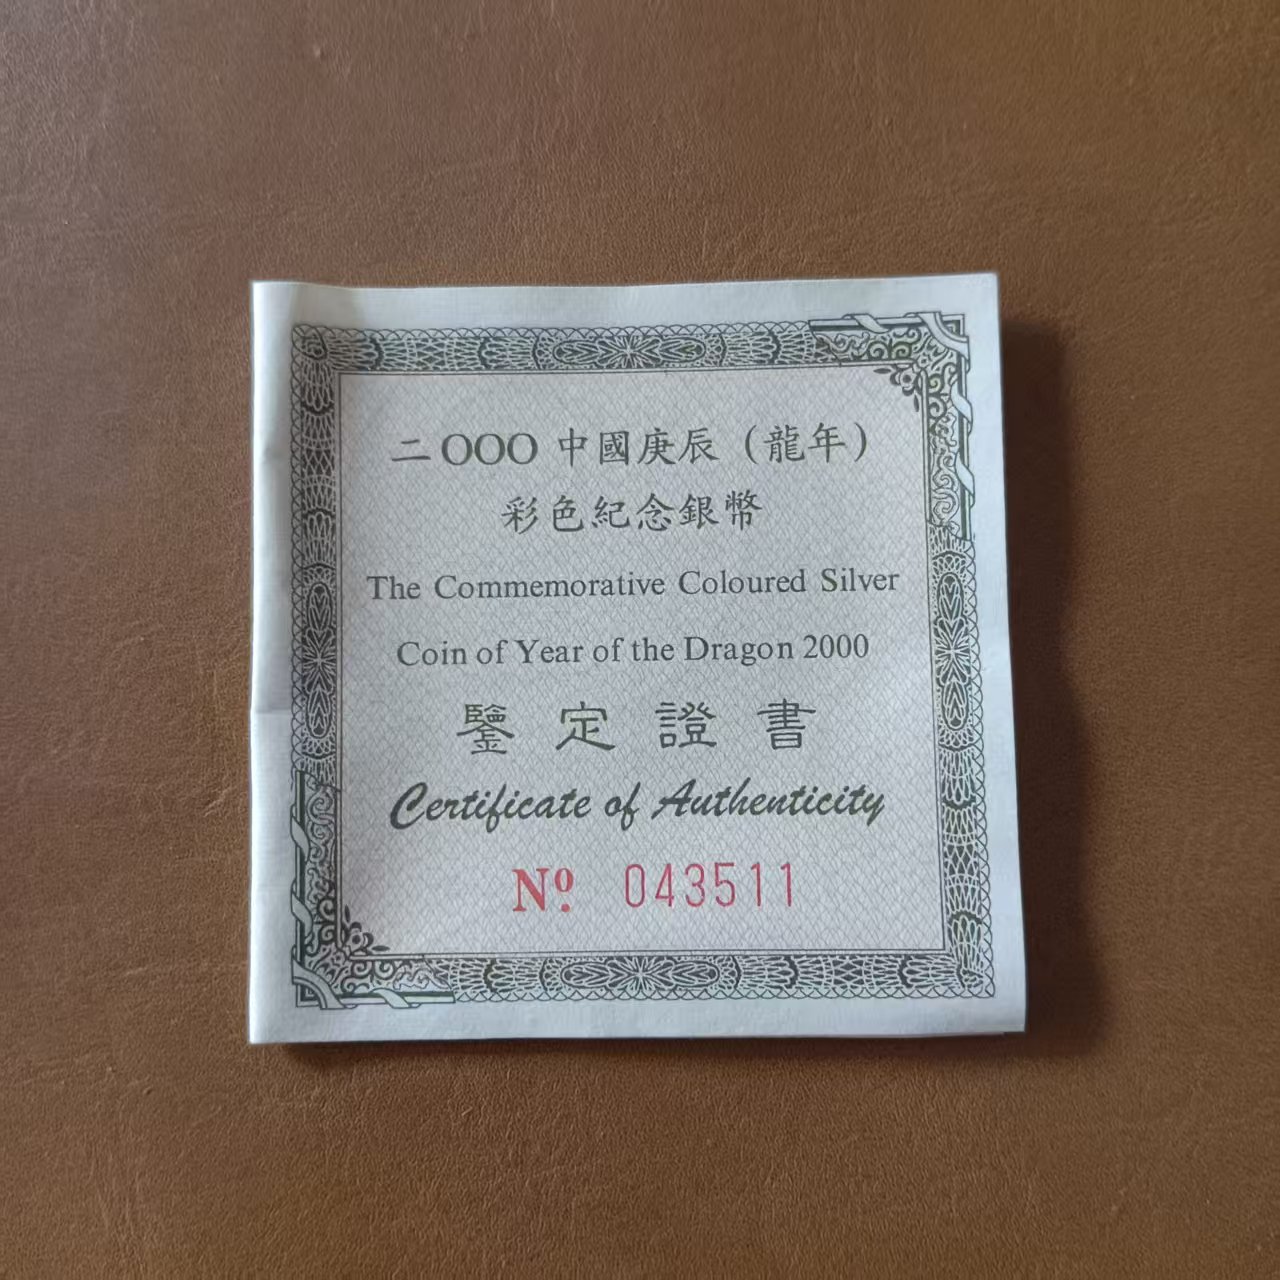 二OOO中國庚辰（龍年）
彩色紀念銀幣
The Commemorative Coloured Silver
Coin of Year of the Dragon 2000
鑒定證書
Certificate of Authenticity
Nº. 043511